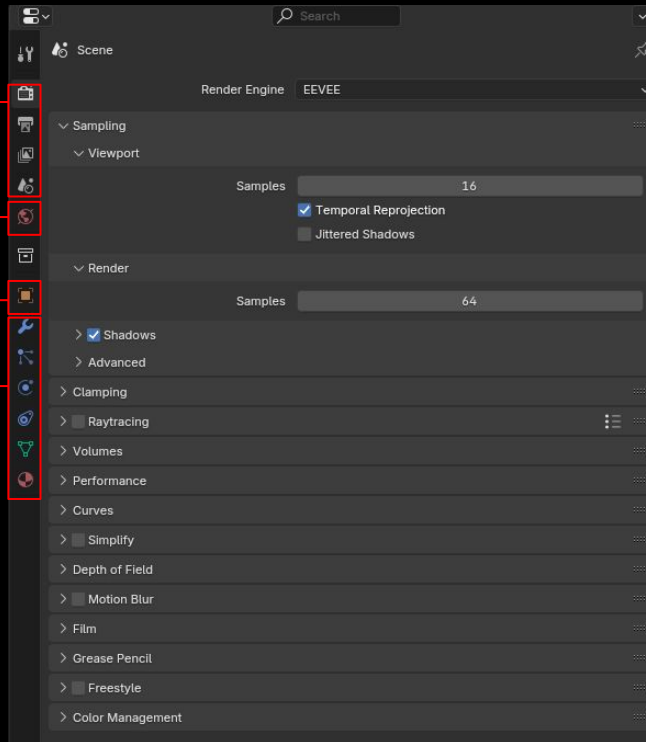 Search
Scene
Render Engine EEVEE
Sampling
Viewport
Samples 16
Temporal Reprojection
Jittered Shadows
Render
Samples 64
Shadows
Advanced
Clamping
Raytracing
Volumes
Performance
Curves
Simplify
Depth of Field
Motion Blur
Film
Grease Pencil
Freestyle
Color Management